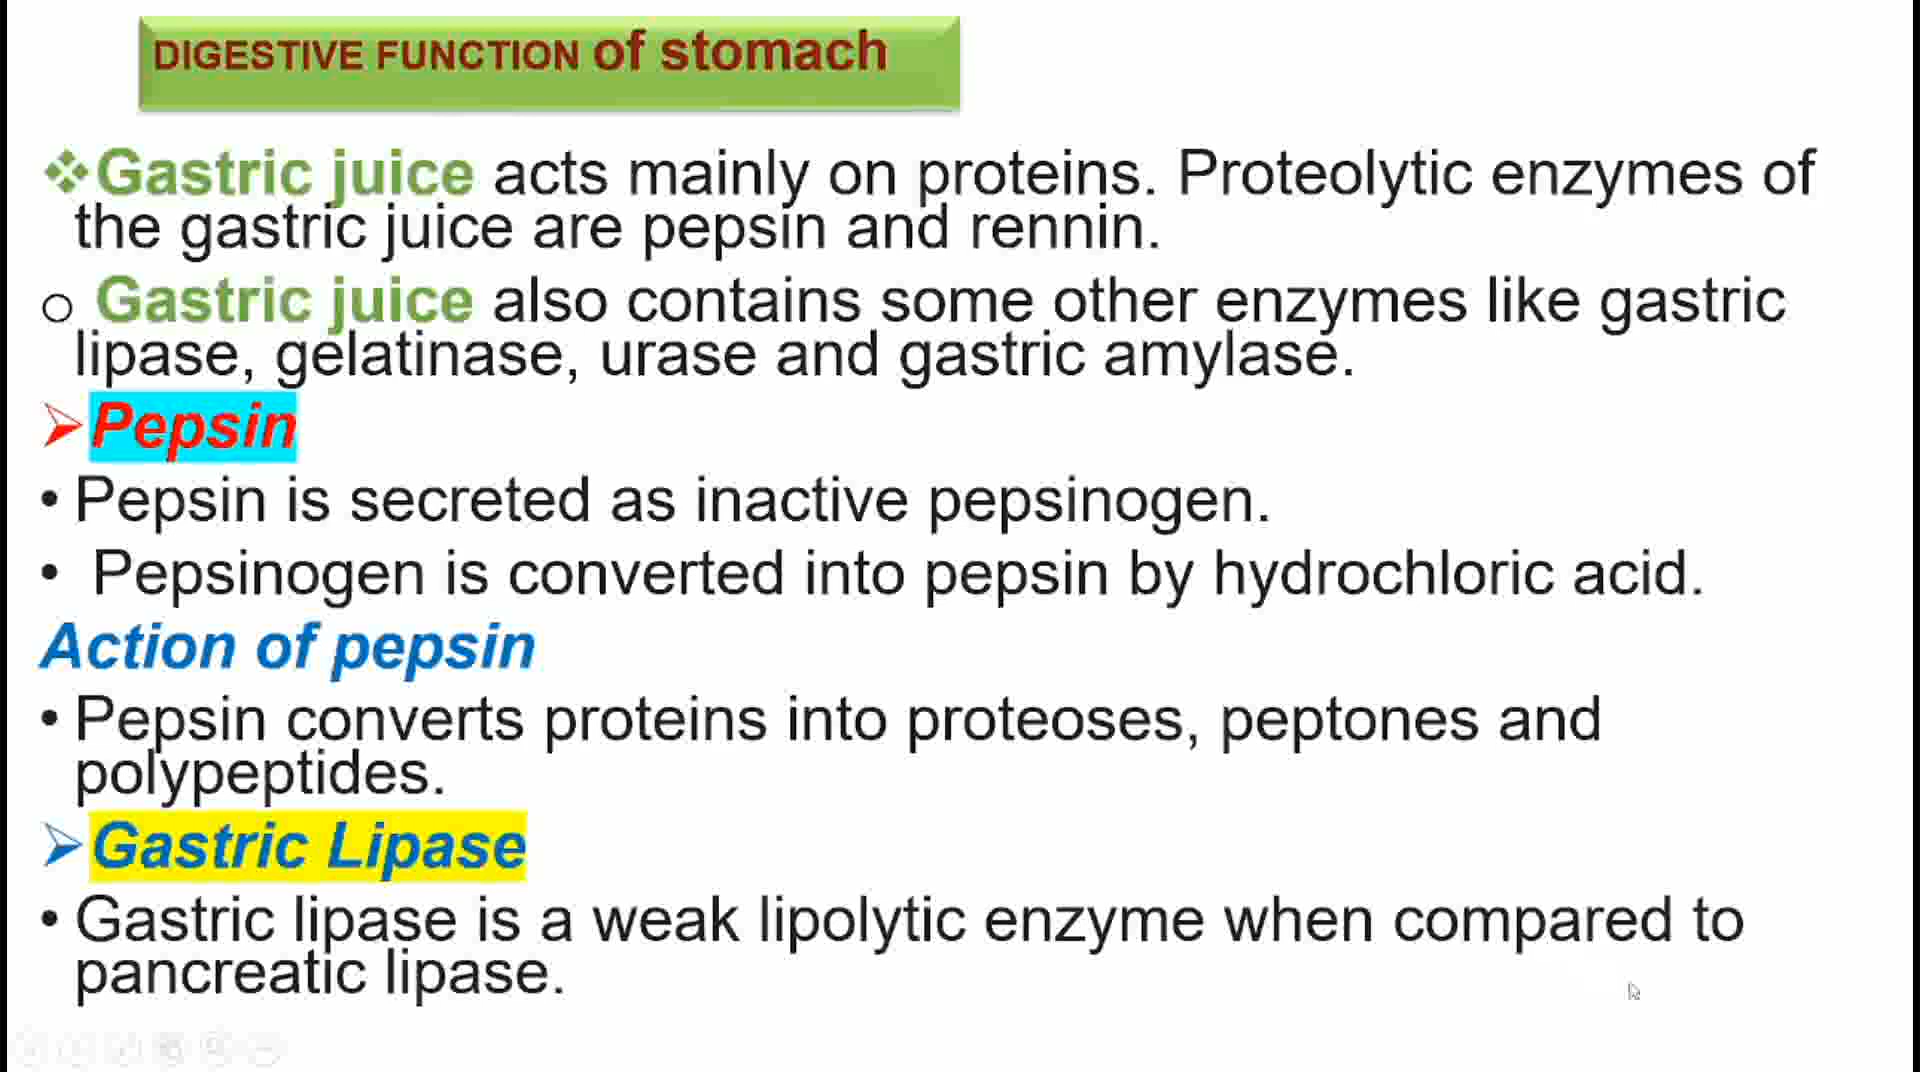 DIGESTIVE FUNCTION of stomach
❖Gastric juice acts mainly on proteins. Proteolytic enzymes of
the gastric juice are pepsin and rennin.
o Gastric juice also contains some other enzymes like gastric
lipase, gelatinase, urase and gastric amylase.
➢Pepsin
• Pepsin is secreted as inactive pepsinogen.
• Pepsinogen is converted into pepsin by hydrochloric acid.
Action of pepsin
• Pepsin converts proteins into proteoses, peptones and
polypeptides.
➢Gastric Lipase
• Gastric lipase is a weak lipolytic enzyme when compared to
pancreatic lipase.